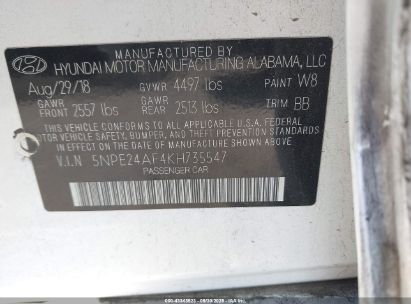 MANUFACTURED BY
HYUNDAI MOTOR MANUFACTURING ALABAMA, LLC
Aug/29/18 GVWR 4497 lbs PAINT W8
GAWR FRONT 2557 lbs GAWR REAR 2513 lbs TRIM BB
THIS VEHICLE CONFORMS TO ALL APPLICABLE U.S.A FEDERAL
MOTOR VEHICLE SAFETY, BUMPER, AND THEFT PREVENTION STANDARDS
IN EFFECT ON THE DATE OF MANUFACTURE SHOWN ABOVE.
V.I.N 5NPE24AF4KH735547
PASSENGER CAR